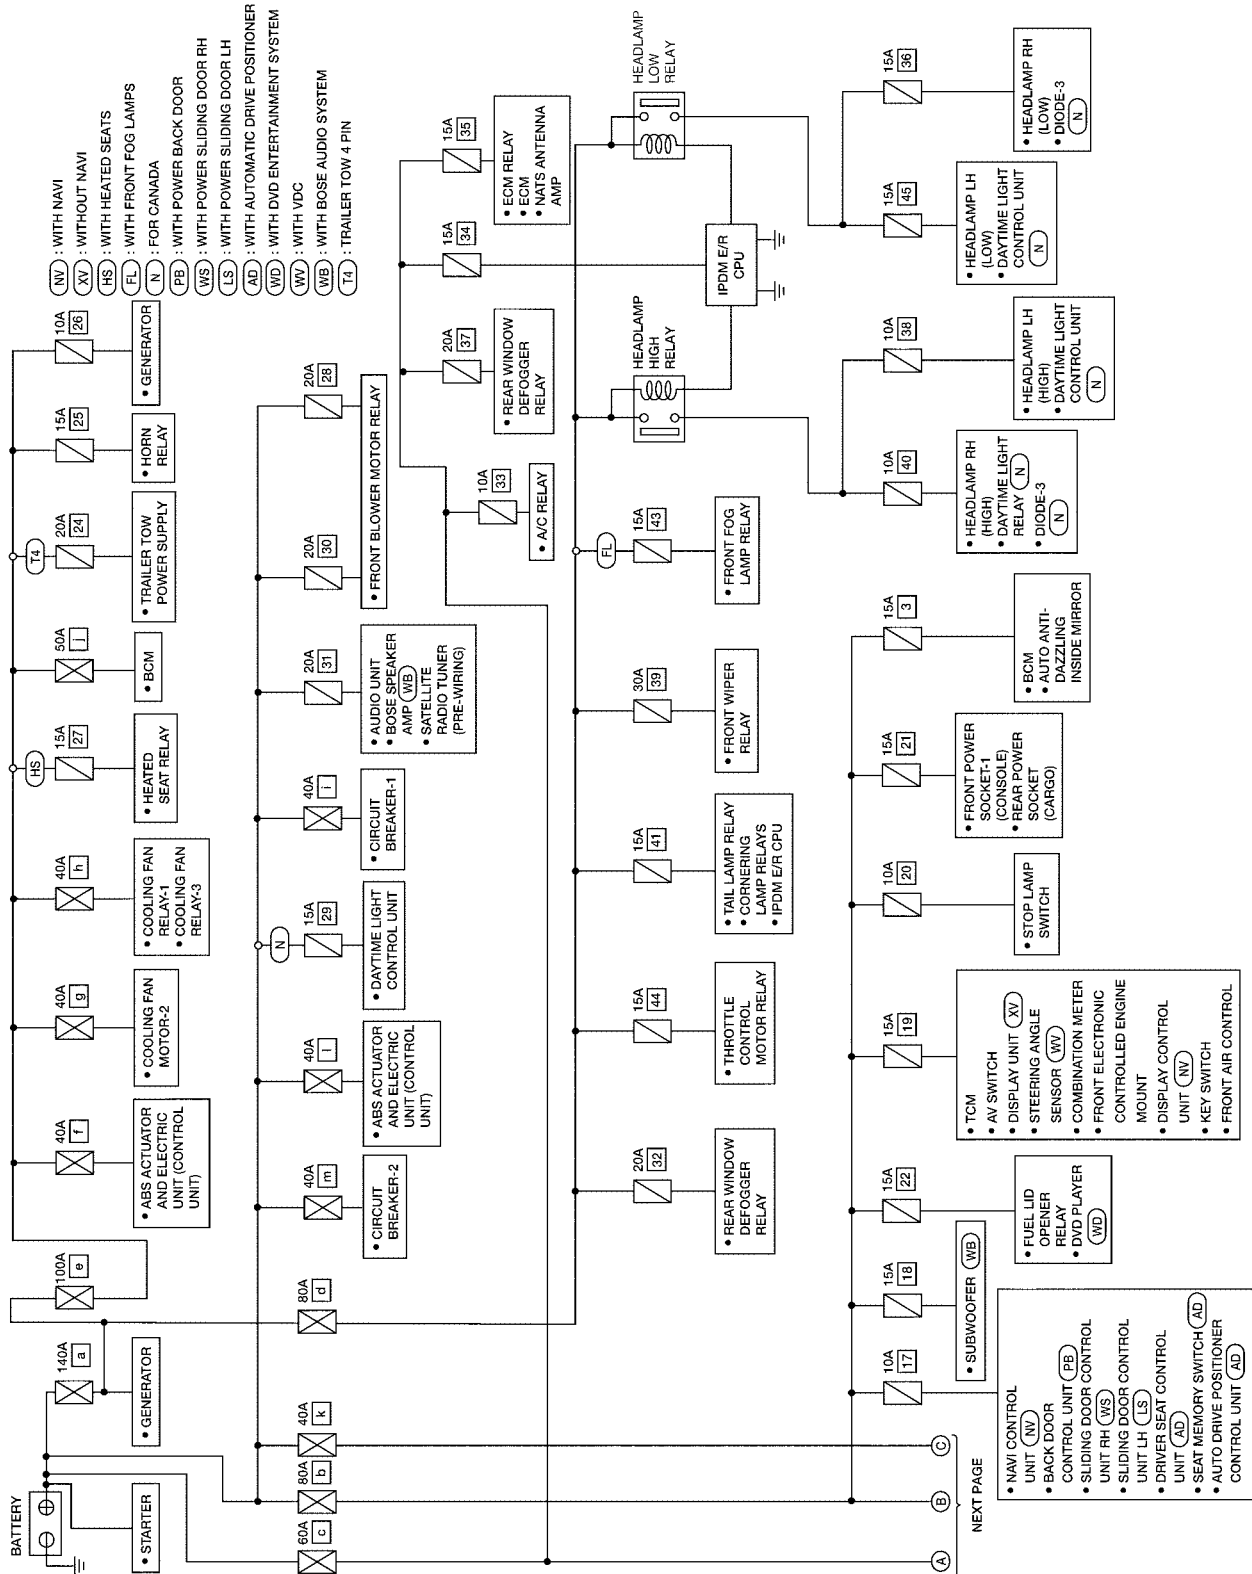 BATTERY
• STARTER
140A
a
• GENERATOR
100A
e
40A
f
• ABS ACTUATOR
AND ELECTRIC
UNIT (CONTROL
UNIT)
40A
g
• COOLING FAN
MOTOR-2
40A
h
• COOLING FAN
RELAY-1
• COOLING FAN
RELAY-3
HS
15A
27
• HEATED
SEAT RELAY
50A
j
• BCM
T4
20A
24
• TRAILER TOW
POWER SUPPLY
15A
25
• HORN
RELAY
10A
26
• GENERATOR
NV : WITH NAVI
XV : WITHOUT NAVI
HS : WITH HEATED SEATS
FL : WITH FRONT FOG LAMPS
N : FOR CANADA
PB : WITH POWER BACK DOOR
WS : WITH POWER SLIDING DOOR RH
LS : WITH POWER SLIDING DOOR LH
AD : WITH AUTOMATIC DRIVE POSITIONER
WD : WITH DVD ENTERTAINMENT SYSTEM
WV : WITH VDC
WB : WITH BOSE AUDIO SYSTEM
T4 : TRAILER TOW 4 PIN
60A
c
80A
b
40A
k
80A
d
40A
m
• CIRCUIT
BREAKER-2
40A
l
• ABS ACTUATOR
AND ELECTRIC
UNIT (CONTROL
UNIT)
N
15A
29
• DAYTIME LIGHT
CONTROL UNIT
40A
i
• CIRCUIT
BREAKER-1
20A
31
• AUDIO UNIT
• BOSE SPEAKER
AMP WB
• SATELLITE
RADIO TUNER
(PRE-WIRING)
20A
30
20A
28
• FRONT BLOWER MOTOR RELAY
10A
33
• A/C RELAY
20A
37
• REAR WINDOW
DEFOGGER
RELAY
15A
34
15A
35
• ECM RELAY
• ECM
• NATS ANTENNA
AMP
20A
32
• REAR WINDOW
DEFOGGER
RELAY
15A
44
• THROTTLE
CONTROL
MOTOR RELAY
15A
41
• TAIL LAMP RELAY
• CORNERING
LAMP RELAYS
• IPDM E/R CPU
30A
39
• FRONT WIPER
RELAY
FL
15A
43
• FRONT FOG
LAMP RELAY
HEADLAMP
HIGH
RELAY
IPDM E/R
CPU
HEADLAMP
LOW
RELAY
A
B
C
NEXT PAGE
10A
17
• NAVI CONTROL
UNIT NV
• BACK DOOR
CONTROL UNIT PB
• SLIDING DOOR CONTROL
UNIT RH WS
• SLIDING DOOR CONTROL
UNIT LH LS
• DRIVER SEAT CONTROL
UNIT AD
• SEAT MEMORY SWITCH AD
• AUTO DRIVE POSITIONER
CONTROL UNIT AD
15A
18
• SUBWOOFER WB
15A
22
• FUEL LID
OPENER
RELAY
• DVD PLAYER
WD
15A
19
• TCM
• AV SWITCH
• DISPLAY UNIT XV
• STEERING ANGLE
SENSOR WV
• COMBINATION METER
• FRONT ELECTRONIC
CONTROLLED ENGINE
MOUNT
• DISPLAY CONTROL
UNIT NV
• KEY SWITCH
• FRONT AIR CONTROL
10A
20
• STOP LAMP
SWITCH
15A
21
• FRONT POWER
SOCKET-1
(CONSOLE)
• REAR POWER
SOCKET
(CARGO)
15A
3
• BCM
• AUTO ANTI-
DAZZLING
INSIDE MIRROR
10A
40
• HEADLAMP RH
(HIGH)
• DAYTIME LIGHT
RELAY N
• DIODE-3
N
10A
38
• HEADLAMP LH
(HIGH)
• DAYTIME LIGHT
CONTROL UNIT
N
15A
45
• HEADLAMP LH
(LOW)
• DAYTIME LIGHT
CONTROL UNIT
N
15A
36
• HEADLAMP RH
(LOW)
• DIODE-3
N